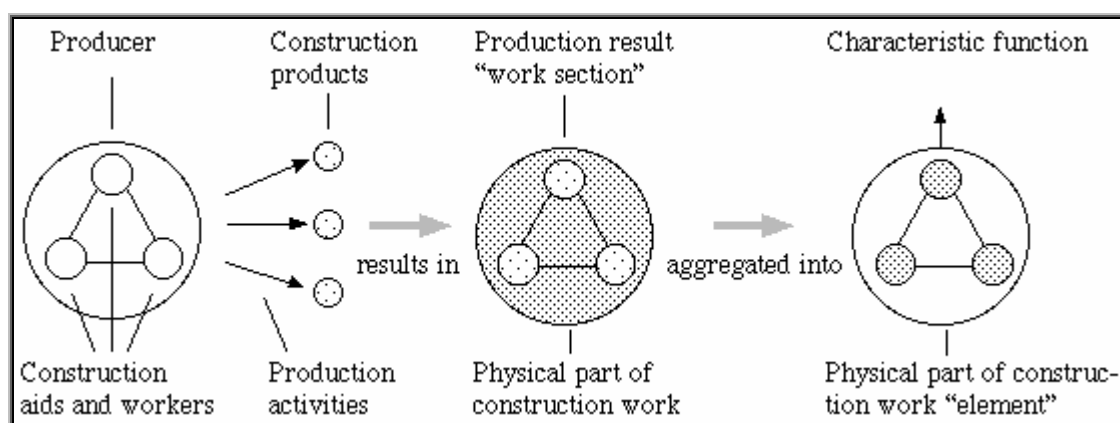 Producer
Construction
products
Production result
“work section”
Characteristic function
results in
aggregated into
Construction
aids and workers
Production
activities
Physical part of
construction work
Physical part of construc-
tion work “element”